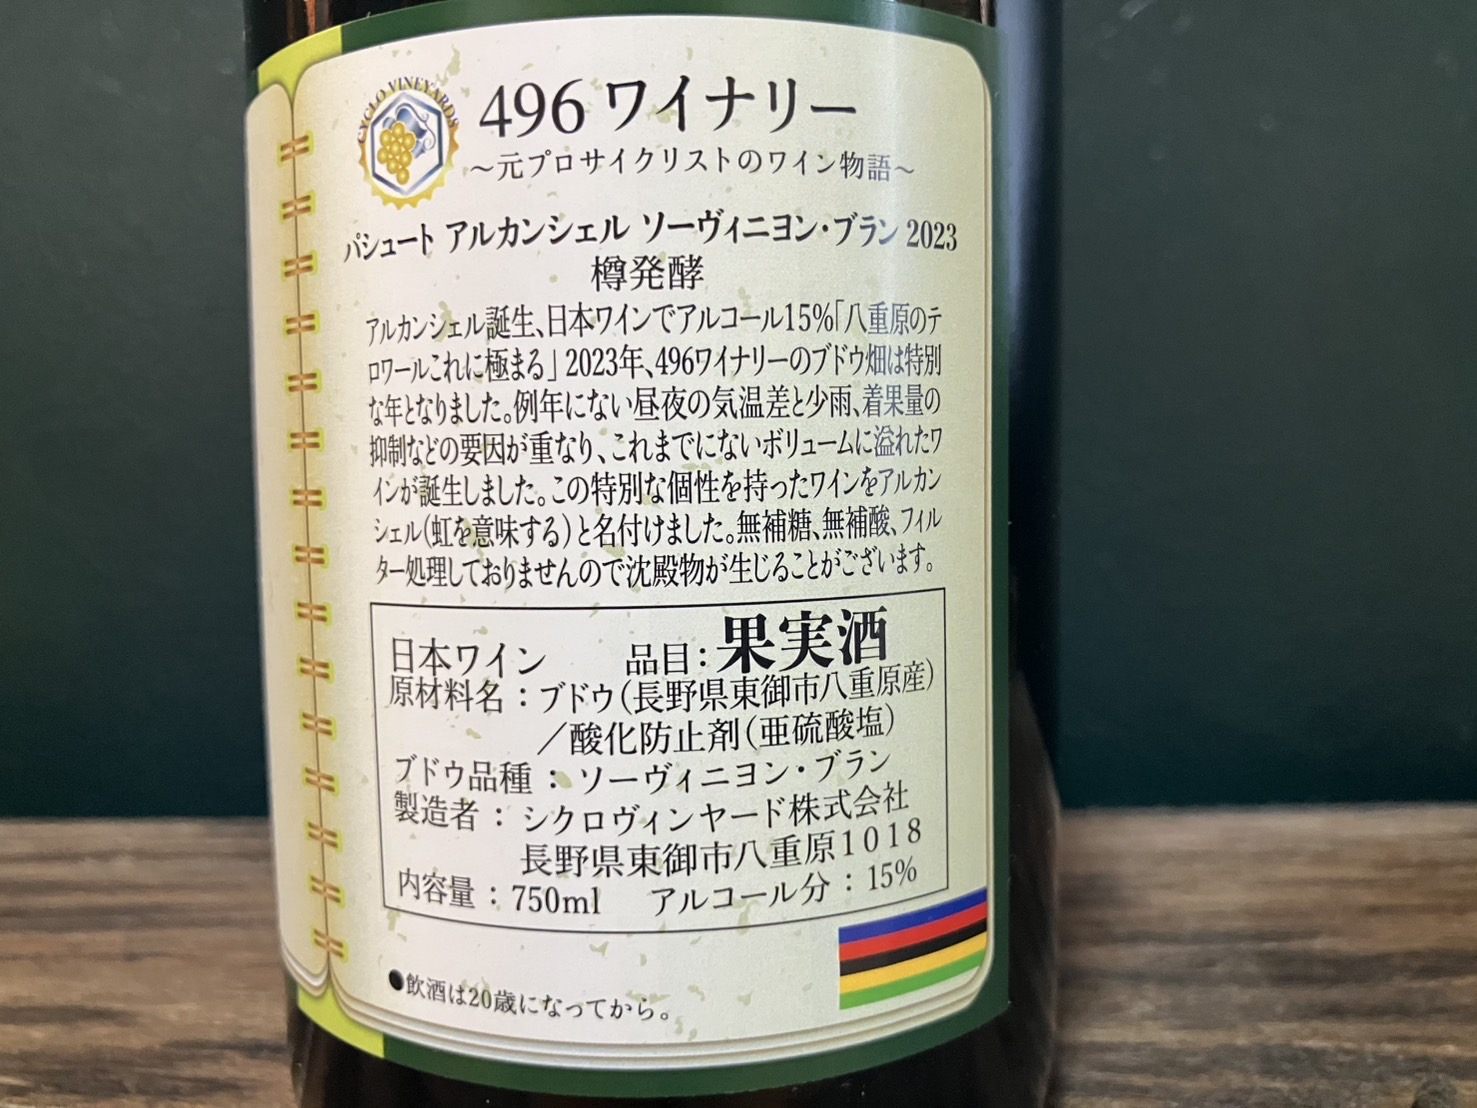 CYCLO VINEYARDS
496ワイナリー
～元プロサイクリストのワイン物語～
パシュート アルカンシェル ソーヴィニヨン・ブラン 2023
樽発酵
アルカンシェル誕生、日本ワインでアルコール15%「八重原のテ
ロワールこれに極まる」2023年、496ワイナリーのブドウ畑は特別
な年となりました。例年にない昼夜の気温差と少雨、着果量の
抑制などの要因が重なり、これまでにないボリュームに溢れたワ
インが誕生しました。この特別な個性を持ったワインをアルカン
シェル（虹を意味する）と名付けました。無補糖、無補酸、フィル
ター処理しておりませんので沈殿物が生じることがございます。
日本ワイン 品目：果実酒
原材料名：ブドウ（長野県東御市八重原産）
／酸化防止剤（亜硫酸塩）
ブドウ品種：ソーヴィニヨン・ブラン
製造者：シクロヴィンヤード株式会社
長野県東御市八重原1018
内容量：750ml アルコール分：15%
●飲酒は20歳になってから。